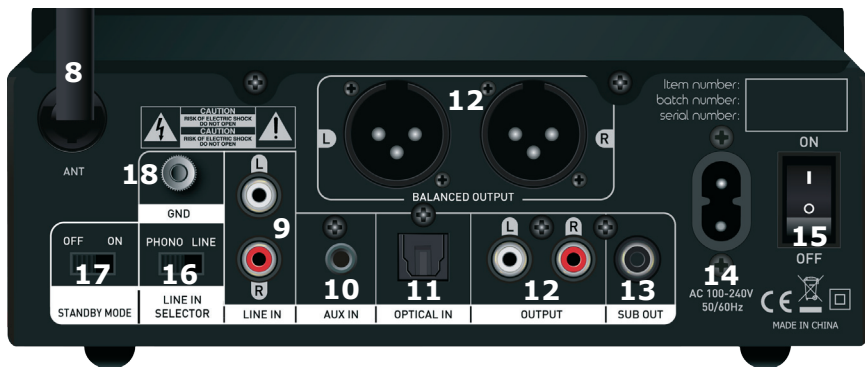 8
ANT
CAUTION
RISK OF ELECTRIC SHOCK
DO NOT OPEN
CAUTION
RISK OF ELECTRIC SHOCK
DO NOT OPEN
18
GND
OFF ON
17
STANDBY MODE
PHONO LINE
16
LINE IN
SELECTOR
L
9
R
LINE IN
12
L
R
BALANCED OUTPUT
10
AUX IN
11
OPTICAL IN
L R
12
OUTPUT
13
SUB OUT
Item number:
batch number:
serial number:
14
AC 100-240V
50/60Hz
ON
I
O
15
OFF
CE
MADE IN CHINA